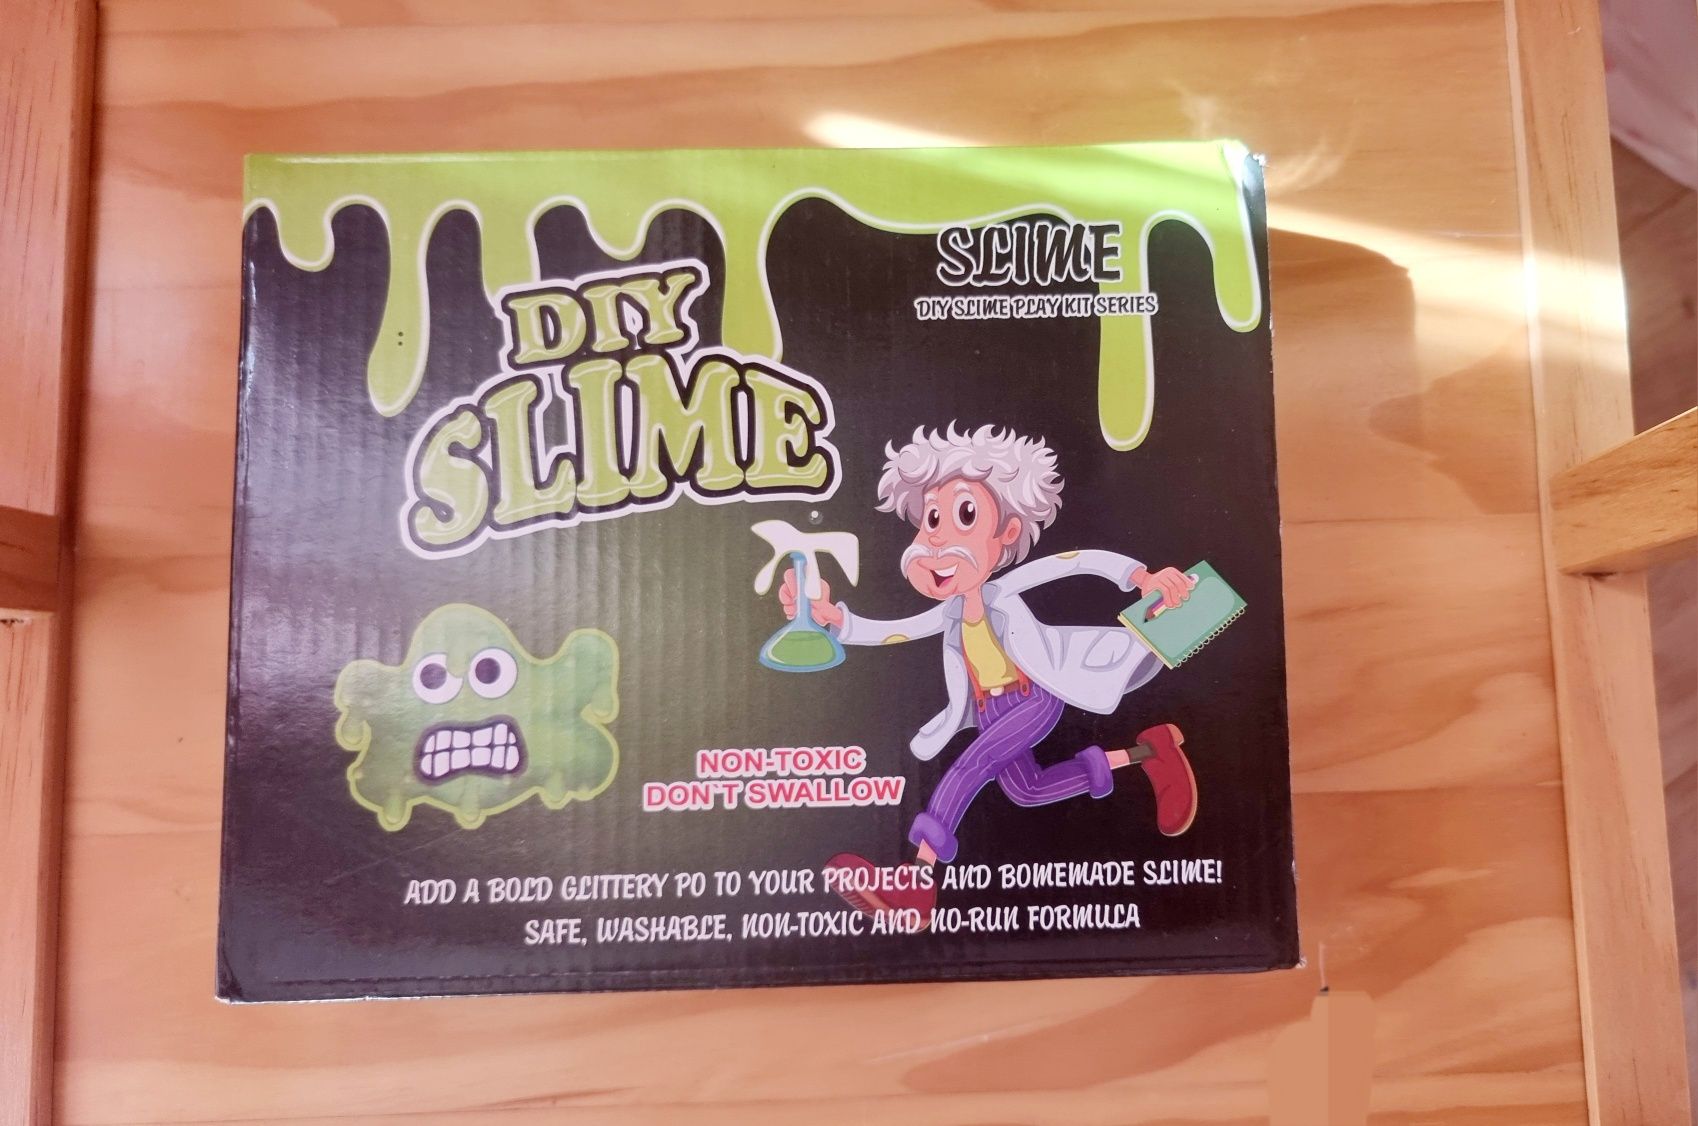 SLIME
DIY SLIME PLAY KIT SERIES
DIY
SLIME
NON-TOXIC
DON'T SWALLOW
ADD A BOLD GLITTERY PO TO YOUR PROJECTS AND BOMEMADE SLIME!
SAFE, WASHABLE, NON-TOXIC AND NO-RUN FORMULA